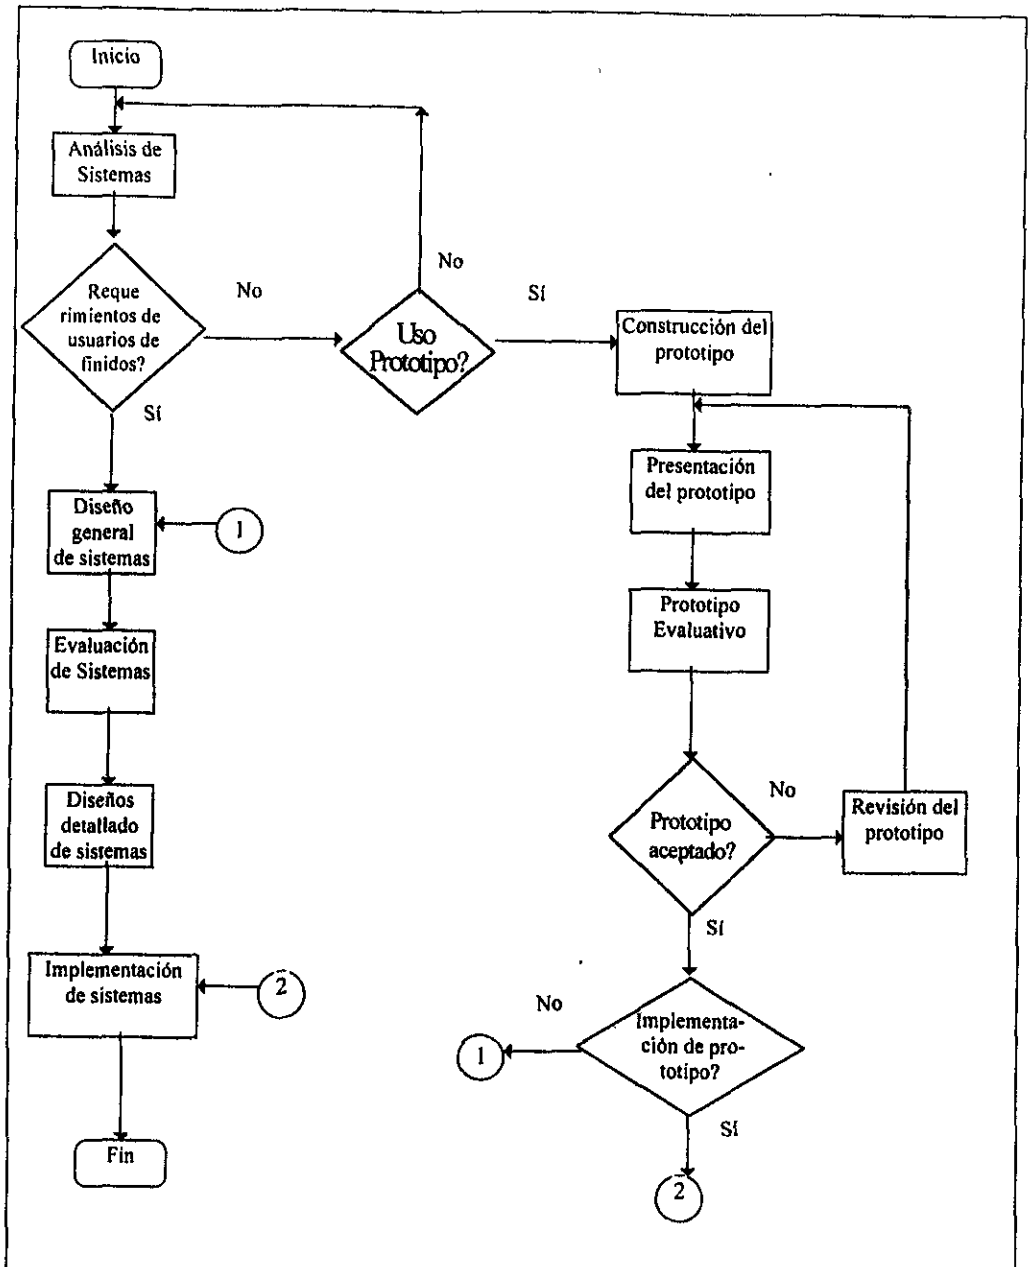 Inicio
Análisis de
Sistemas
Reque
rimientos de
usuarios de
finidos?
No
Sí
Uso
Prototipo?
No
Sí
Construcción del
prototipo
Presentación
del prototipo
Prototipo
Evaluativo
Prototipo
aceptado?
No
Revisión del
prototipo
Sí
Implementa-
ción de pro-
totipo?
No
1
Sí
2
Diseño
general
de sistemas
1
Evaluación
de Sistemas
Diseños
detallado
de sistemas
Implementación
de sistemas
2
Fin